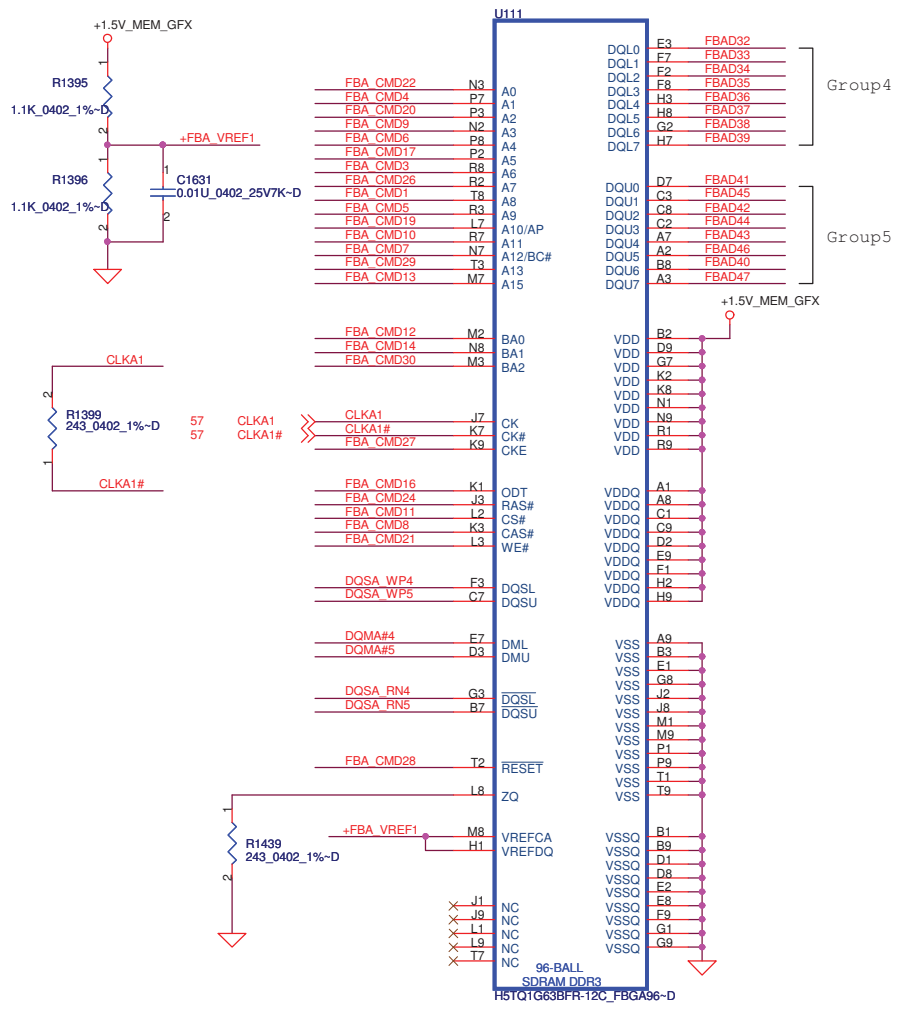 U111
+1.5V_MEM_GFX
R1395
1.1K_0402_1%~D
1
2
+FBA_VREF1
R1396
1.1K_0402_1%~D
1
2
C1631
0.01U_0402_25V7K~D
1
2
FBA_CMD22 N3 A0
FBA_CMD4 P7 A1
FBA_CMD20 P3 A2
FBA_CMD9 N2 A3
FBA_CMD6 P8 A4
FBA_CMD17 P2 A5
FBA_CMD3 R8 A6
FBA_CMD26 R2 A7
FBA_CMD1 T8 A8
FBA_CMD5 R3 A9
FBA_CMD19 L7 A10/AP
FBA_CMD10 R7 A11
FBA_CMD7 N7 A12/BC#
FBA_CMD29 T3 A13
FBA_CMD13 M7 A15
DQL0 E3 FBAD32
DQL1 F7 FBAD33
DQL2 F2 FBAD34
DQL3 F8 FBAD35
DQL4 H3 FBAD36
DQL5 H8 FBAD37
DQL6 G2 FBAD38
DQL7 H7 FBAD39
Group4
DQU0 D7 FBAD41
DQU1 C3 FBAD45
DQU2 C8 FBAD42
DQU3 C2 FBAD44
DQU4 A7 FBAD43
DQU5 A2 FBAD46
DQU6 B8 FBAD40
DQU7 A3 FBAD47
Group5
+1.5V_MEM_GFX
FBA_CMD12 M2 BA0
FBA_CMD14 N8 BA1
FBA_CMD30 M3 BA2
VDD B2
VDD D9
VDD G7
VDD K2
VDD K8
VDD N1
VDD N9
VDD R1
VDD R9
CLKA1
2
R1399
243_0402_1%~D
1
CLKA1#
57 CLKA1 CLKA1 J7 CK
57 CLKA1# CLKA1# K7 CK#
FBA_CMD27 K9 CKE
FBA_CMD16 K1 ODT
FBA_CMD24 J3 RAS#
FBA_CMD11 L2 CS#
FBA_CMD8 K3 CAS#
FBA_CMD21 L3 WE#
VDDQ A1
VDDQ A8
VDDQ C1
VDDQ C9
VDDQ D2
VDDQ E9
VDDQ F1
VDDQ H2
VDDQ H9
DQSA_WP4 F3 DQSL
DQSA_WP5 C7 DQSU
DQMA#4 E7 DML
DQMA#5 D3 DMU
DQSA_RN4 G3 DQSL
DQSA_RN5 B7 DQSU
VSS A9
VSS B3
VSS E1
VSS G8
VSS J2
VSS J8
VSS M1
VSS M9
VSS P1
VSS P9
VSS T1
VSS T9
FBA_CMD28 T2 RESET
L8 ZQ
1
R1439
243_0402_1%~D
2
+FBA_VREF1 M8 VREFCA
H1 VREFDQ
VSSQ B1
VSSQ B9
VSSQ D1
VSSQ D8
VSSQ E2
VSSQ E8
VSSQ F9
VSSQ G1
VSSQ G9
J1 NC
J9 NC
L1 NC
L9 NC
T7 NC
96-BALL
SDRAM DDR3
H5TQ1G63BFR-12C_FBGA96~D